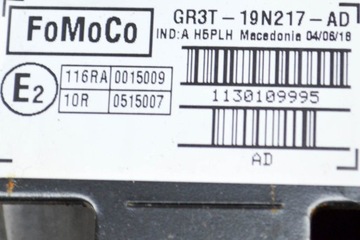 FoMoCo
GR3T-19N217-AD
IND:A H5PLH Macedonia 04/06/18
E2
116RA 0015009
10R 0515007
1130109995
AD